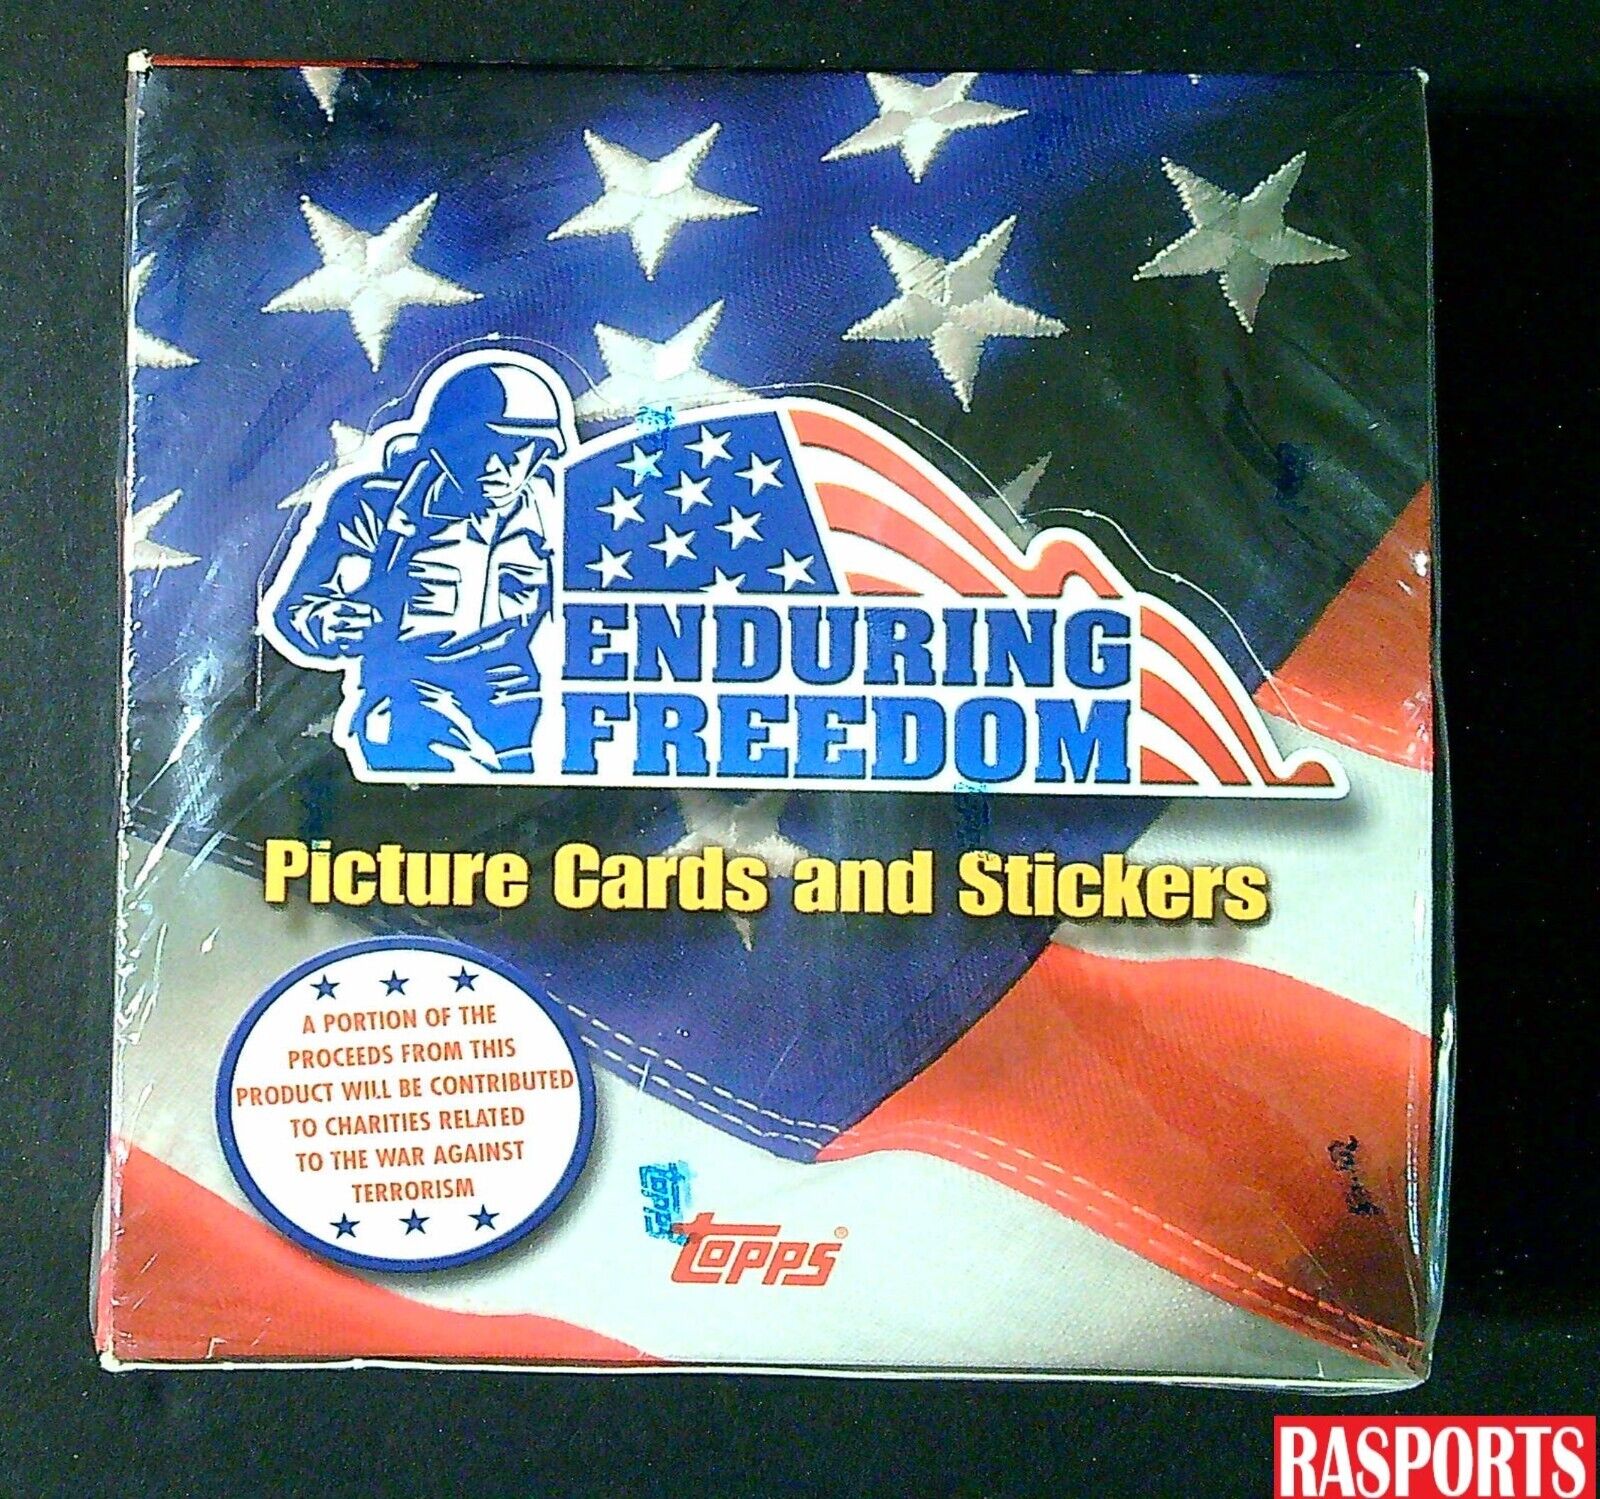 ENDURING
FREEDOM
Picture Cards and Stickers
A PORTION OF THE
PROCEEDS FROM THIS
PRODUCT WILL BE CONTRIBUTED
TO CHARITIES RELATED
TO THE WAR AGAINST
TERRORISM
Topps
topps®
RASPORTS